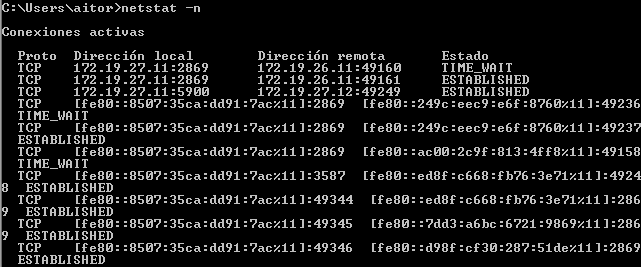 C:\Users\aitor>netstat -n
Conexiones activas
Proto  Dirección local          Dirección remota        Estado
TCP    172.19.27.11:2869      172.19.26.11:49160     TIME_WAIT
TCP    172.19.27.11:2869      172.19.26.11:49161     ESTABLISHED
TCP    172.19.27.11:5900      172.19.27.12:49249     ESTABLISHED
TCP    [fe80::8507:35ca:dd91:7ac%11]:2869  [fe80::249c:eec9:e6f:8760%11]:49236
TIME_WAIT
TCP    [fe80::8507:35ca:dd91:7ac%11]:2869  [fe80::249c:eec9:e6f:8760%11]:49237
ESTABLISHED
TCP    [fe80::8507:35ca:dd91:7ac%11]:2869  [fe80::ac00:2c9f:813:4ff8%11]:49158
TIME_WAIT
TCP    [fe80::8507:35ca:dd91:7ac%11]:3587  [fe80::ed8f:c668:fb76:3e71%11]:4924
8  ESTABLISHED
TCP    [fe80::8507:35ca:dd91:7ac%11]:49344  [fe80::ed8f:c668:fb76:3e71%11]:286
9  ESTABLISHED
TCP    [fe80::8507:35ca:dd91:7ac%11]:49345  [fe80::7dd3:a6bc:6721:9869%11]:286
9  ESTABLISHED
TCP    [fe80::8507:35ca:dd91:7ac%11]:49346  [fe80::d98f:cf30:287:51de%11]:2869
ESTABLISHED